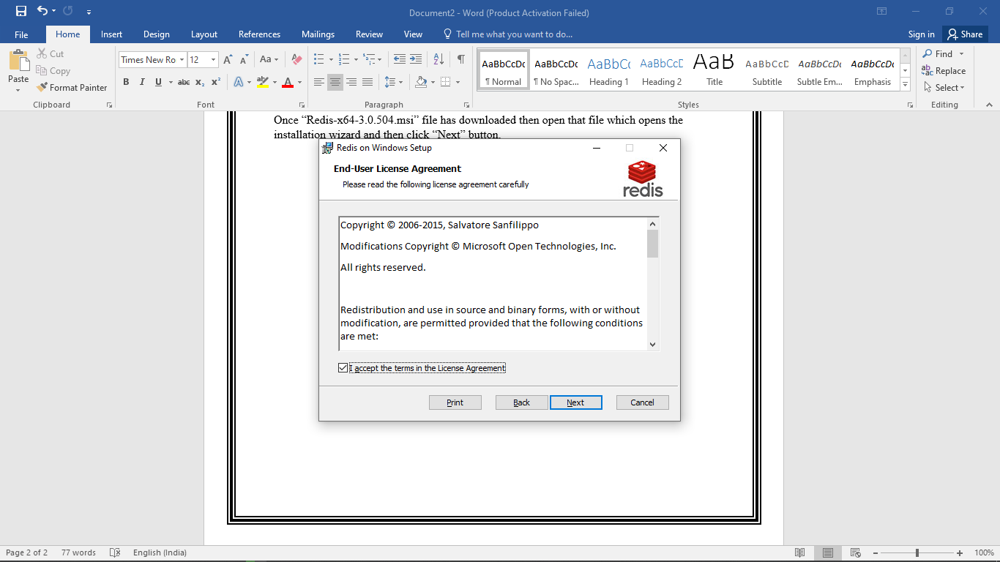 Document2 - Word (Product Activation Failed)
File Home Insert Design Layout References Mailings Review View Tell me what you want to do... Sign in Share
Paste
Cut
Copy
Format Painter
Clipboard
Times New Ro 12
Aa
B I U abc x₂ x²
A ab A
Font
Paragraph
AaBbCcDc AaBbCcDc AaBbCc AaBbCcD AaB AaBbCcD AaBbCcDc AaBbCcDc
¶ Normal ¶ No Spac... Heading 1 Heading 2 Title Subtitle Subtle Em... Emphasis
Styles
Find
Replace
Select
Editing
Once “Redis-x64-3.0.504.msi” file has downloaded then open that file which opens the
installation wizard and then click “Next” button.
Redis on Windows Setup
End-User License Agreement
Please read the following license agreement carefully
redis
Copyright © 2006-2015, Salvatore Sanfilippo
Modifications Copyright © Microsoft Open Technologies, Inc.
All rights reserved.
Redistribution and use in source and binary forms, with or without
modification, are permitted provided that the following conditions
are met:
I accept the terms in the License Agreement
Print Back Next Cancel
Page 2 of 2 77 words English (India) 100%